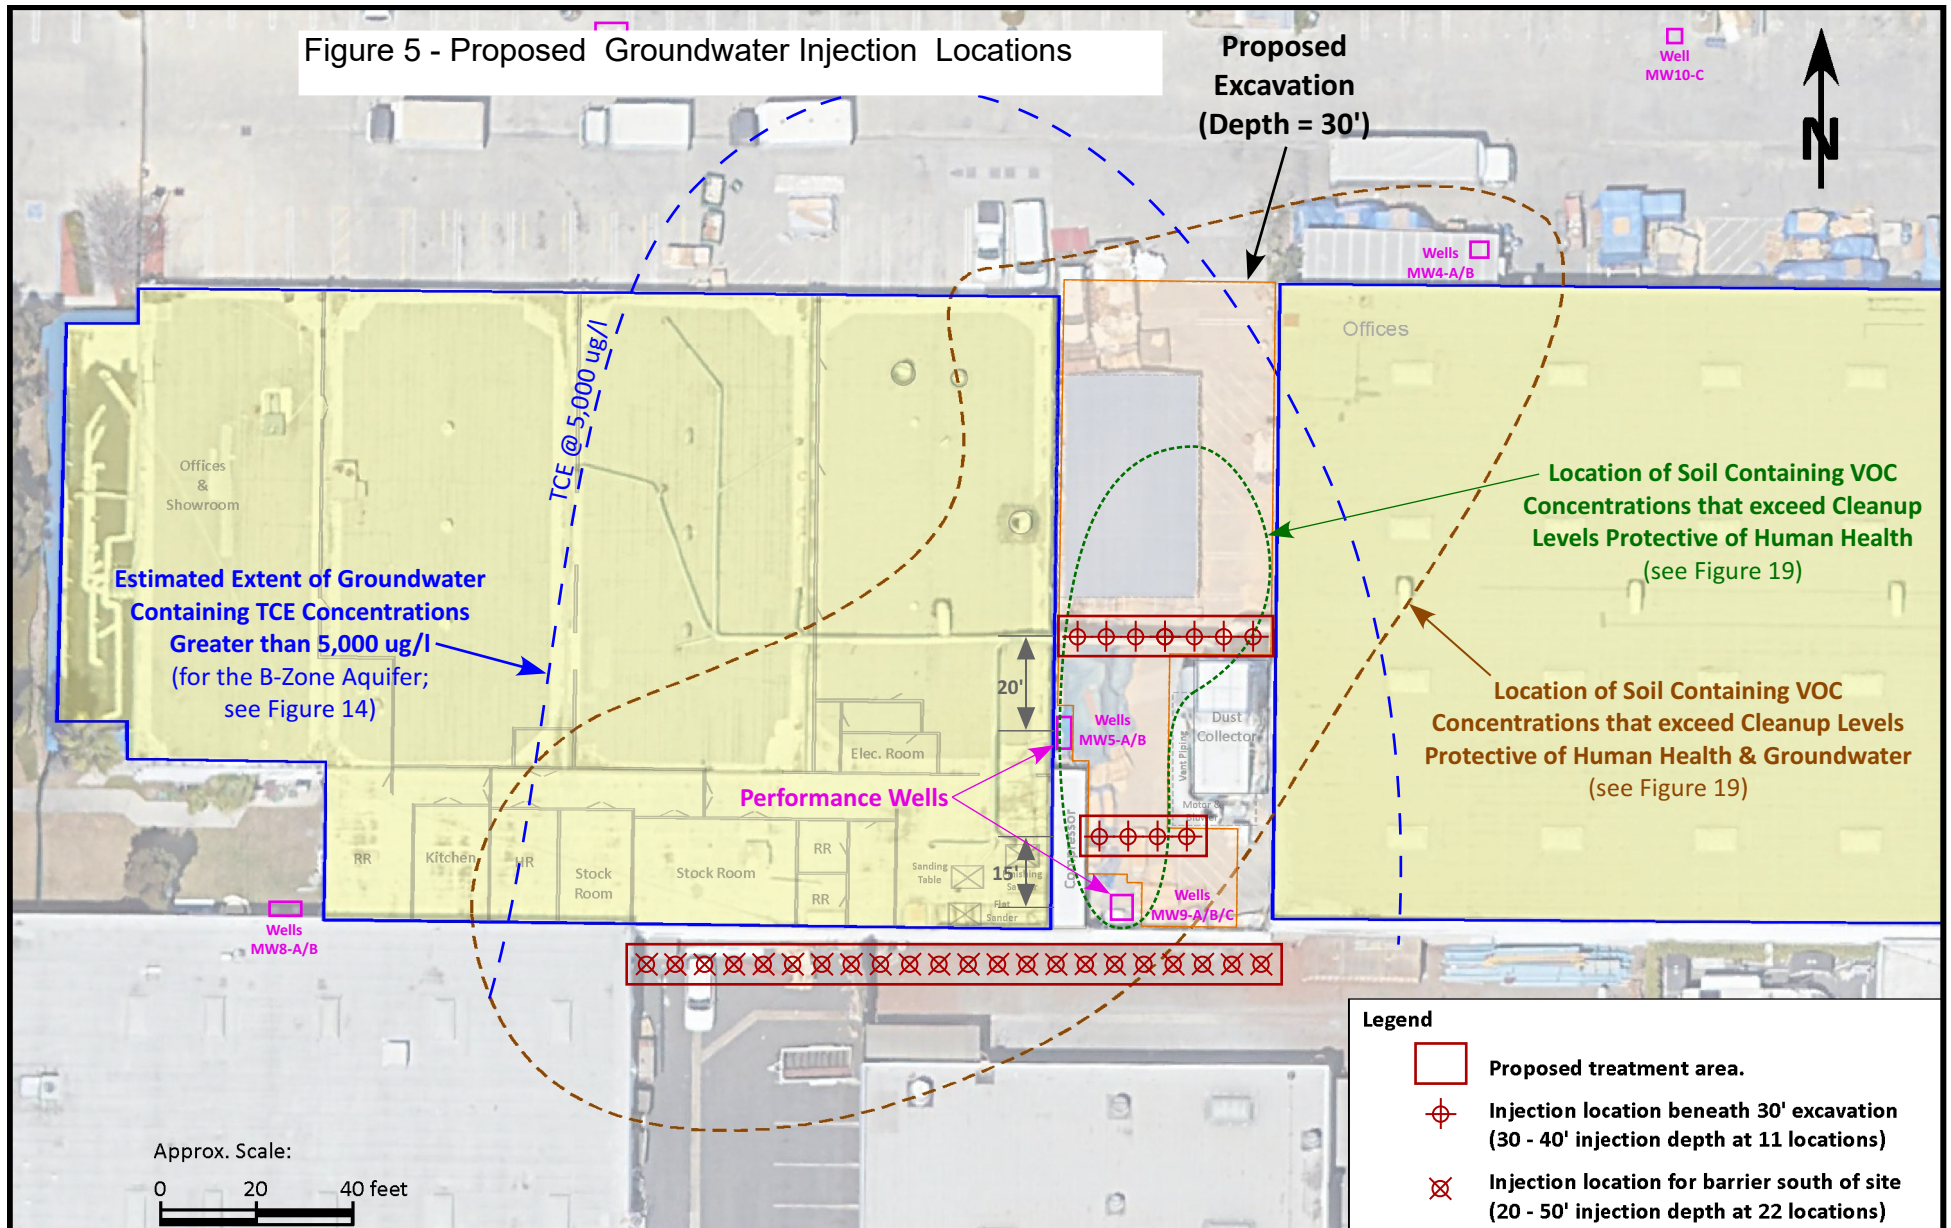 Figure 5 - Proposed Groundwater Injection Locations
Proposed
Excavation
(Depth = 30')
Well
MW10-C
N
Wells
MW4-A/B
Offices
TCE @ 5,000 ug/l
Offices
&
Showroom
Location of Soil Containing VOC
Concentrations that exceed Cleanup
Levels Protective of Human Health
(see Figure 19)
Estimated Extent of Groundwater
Containing TCE Concentrations
Greater than 5,000 ug/l
(for the B-Zone Aquifer;
see Figure 14)
20'
Wells
MW5-A/B
Dust
Collector
Vent Piping
Elec. Room
Location of Soil Containing VOC
Concentrations that exceed Cleanup Levels
Protective of Human Health & Groundwater
(see Figure 19)
Performance Wells
Motor &
Blower
Compressor
RR
Kitchen
HR
Stock
Room
Stock Room
RR
RR
Sanding
Table
15'
Flat
Sander
Wells
MW9-A/B/C
Wells
MW8-A/B
Legend
Proposed treatment area.
Injection location beneath 30' excavation
(30 - 40' injection depth at 11 locations)
Injection location for barrier south of site
(20 - 50' injection depth at 22 locations)
Approx. Scale:
0 20 40 feet